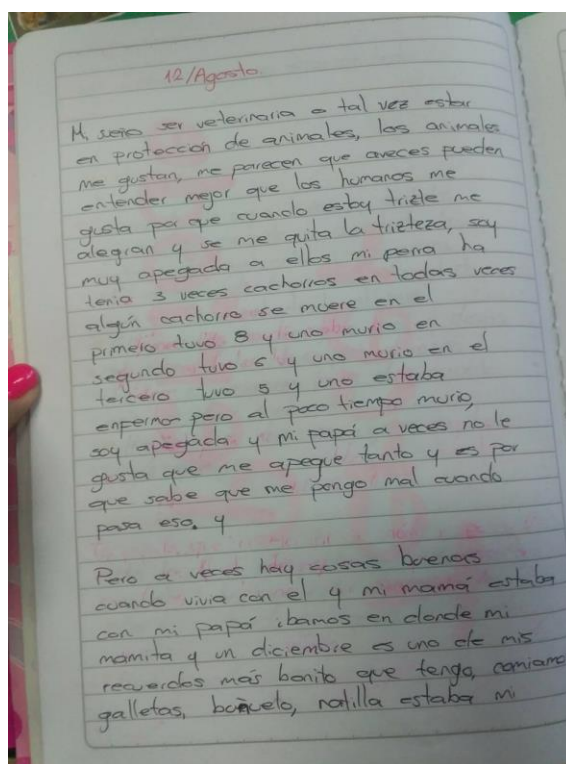 12/Agosto.
M, seio ser veterinaria o tal vez estar
en protección de animales, los animales
me gustan, me parecen que aveces pueden
entender mejor que los humanos me
gusta por que cuando estoy trizte me
alegran y se me quita la trizteza, soy
muy apegada a ellos mi perra ha
tenia 3 veces cachorros en todas veces
algún cachorro se muere en el
primero tuvo 8 y uno murio en
segundo tuvo 6 y uno murio en el
tercero tuvo 5 y uno estaba
enfermo pero al poco tiempo murio,
soy apegada y mi papá a veces no le
gusta que me apegue tanto y es por
que sabe que me pongo mal cuando
pasa eso. y
Pero a veces hay cosas buenas
cuando vivia con el y mi mamá estaba
con mi papá ibamos en donde mi
mamita y un diciembre es uno de mis
recuerdos más bonito que tengo, comiamo
galletas, buñuelo, natilla estaba mi